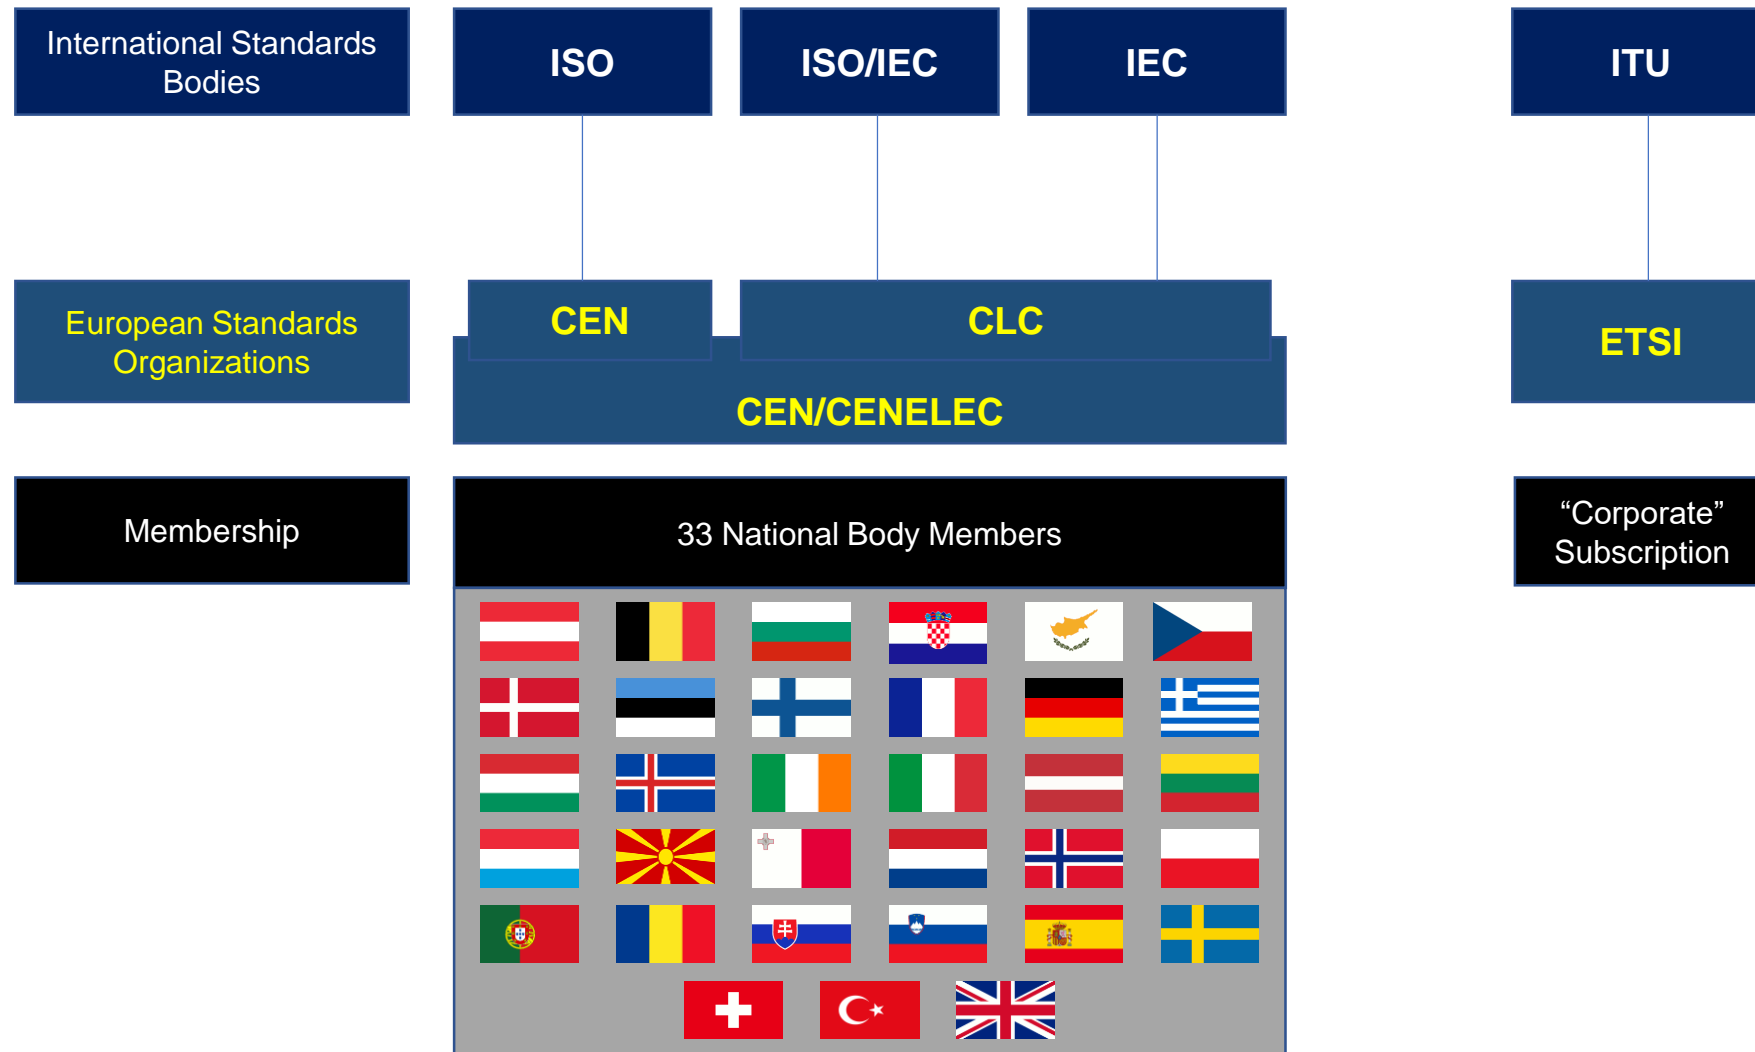 International Standards
Bodies
ISO
ISO/IEC
IEC
ITU
European Standards
Organizations
CEN
CLC
CEN/CENELEC
ETSI
Membership
33 National Body Members
“Corporate”
Subscription